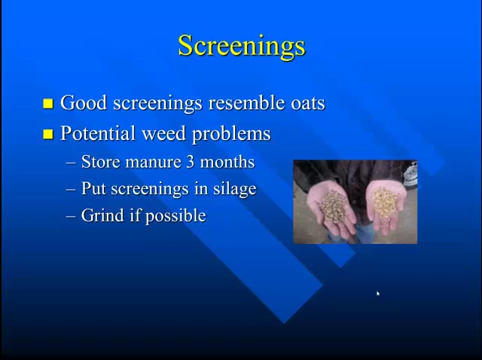 Screenings
Good screenings resemble oats
Potential weed problems
– Store manure 3 months
– Put screenings in silage
– Grind if possible